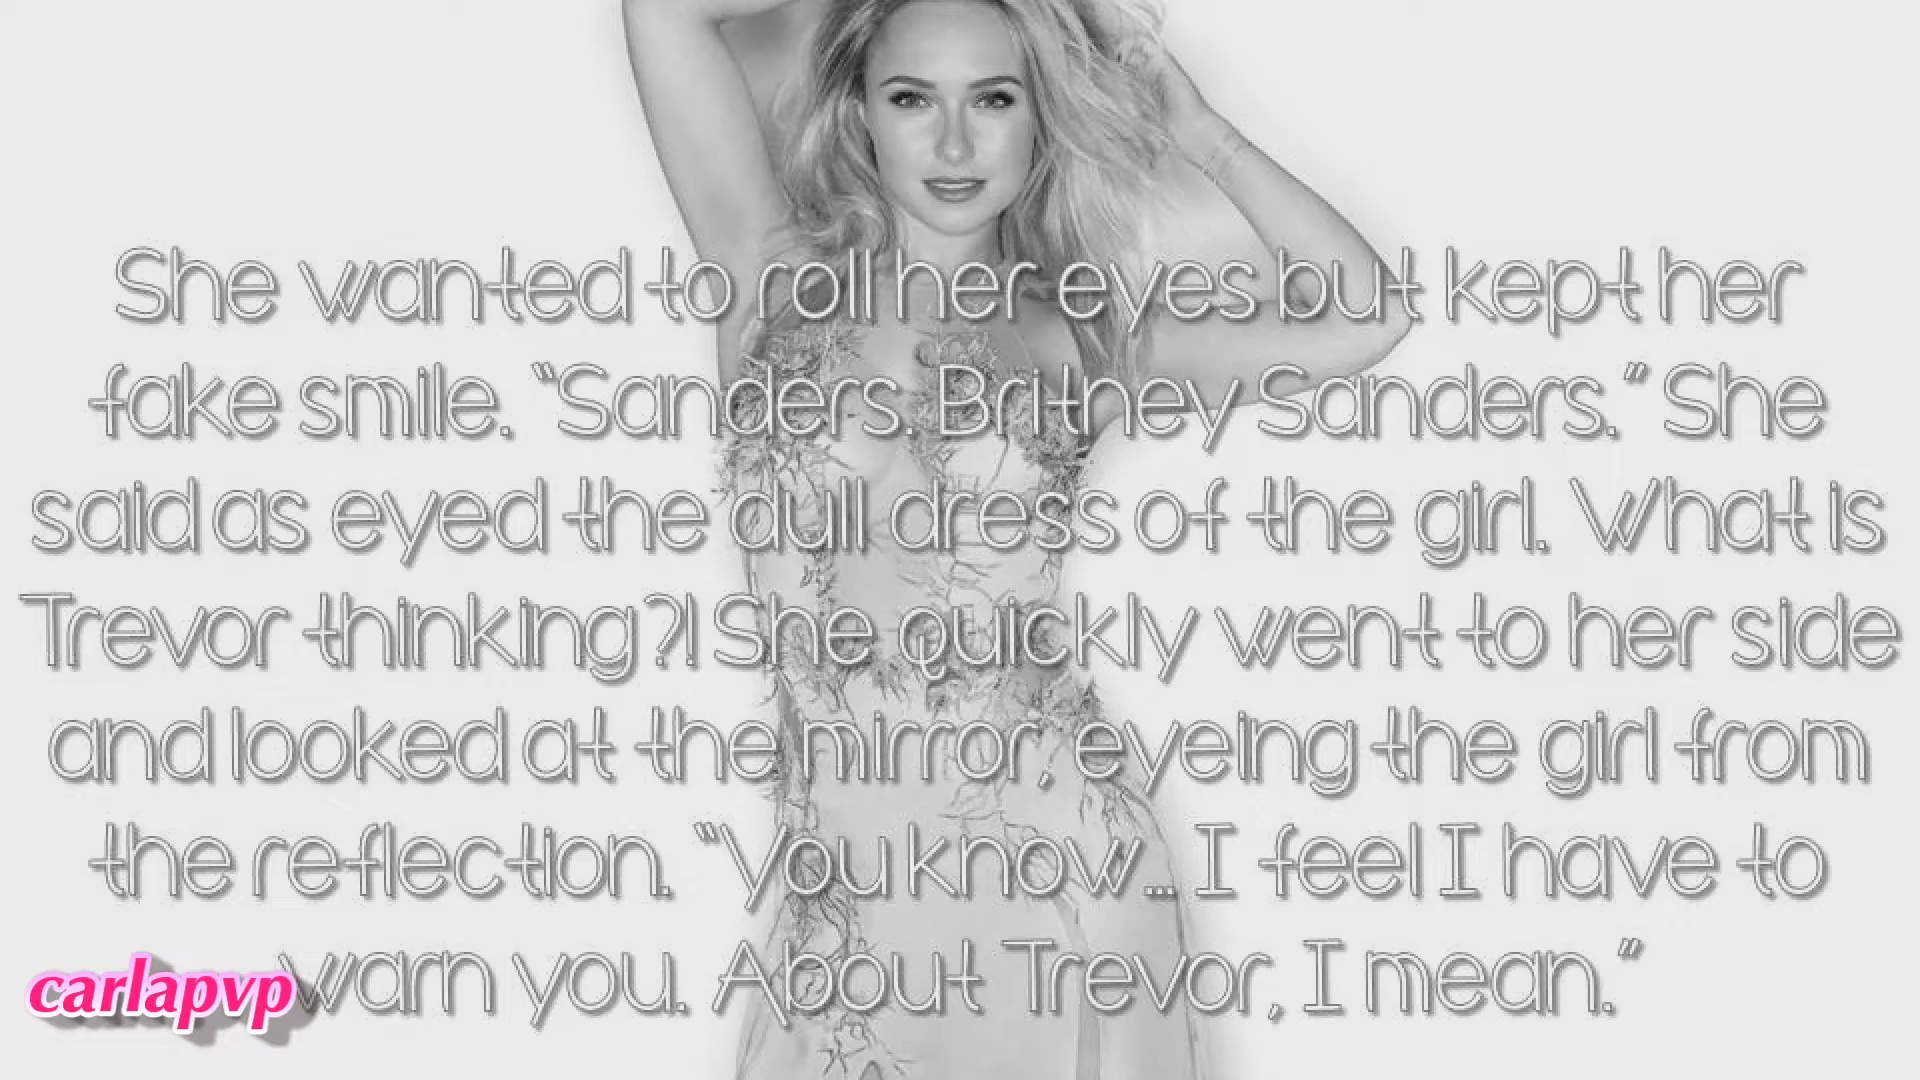 She wanted to roll her eyes but kept her
fake smile. “Sanders. Britney Sanders.” She
said as eyed the dull dress of the girl. What is
Trevor thinking?! She quickly went to her side
and looked at the mirror, eyeing the girl from
the reflection. “You know... I feel I have to
warn you. About Trevor, I mean.”
carlapvp